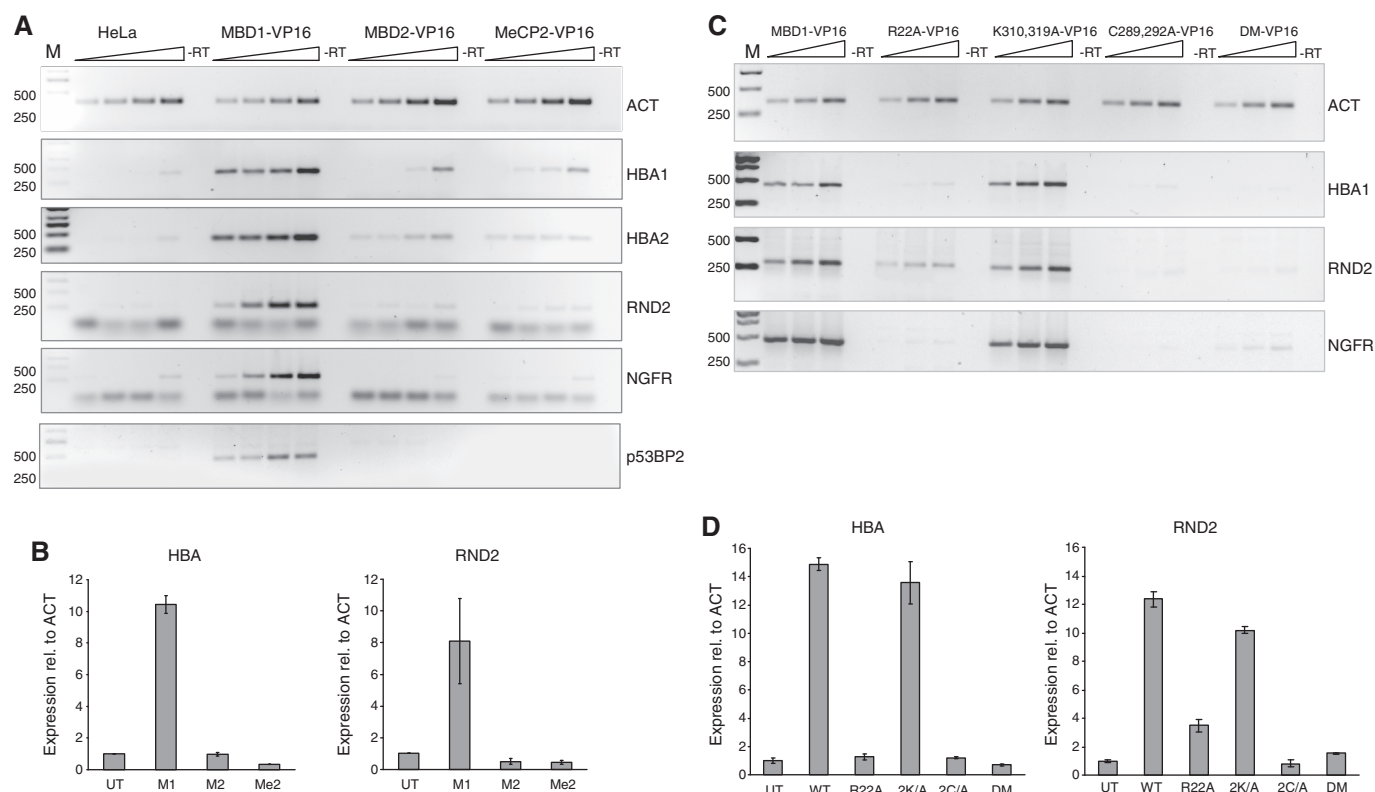 A
HeLa MBD1-VP16 MBD2-VP16 MeCP2-VP16
M -RT -RT -RT -RT
500
250
ACT
500
250
HBA1
500
250
HBA2
500
250
RND2
500
250
NGFR
500
250
p53BP2
C
MBD1-VP16 R22A-VP16 K310,319A-VP16 C289,292A-VP16 DM-VP16
M -RT -RT -RT -RT -RT
500
250
ACT
500
250
HBA1
500
250
RND2
500
250
NGFR
B
HBA
Expression rel. to ACT
12
10
8
6
4
2
0
UT M1 M2 Me2
RND2
Expression rel. to ACT
12
10
8
6
4
2
0
UT M1 M2 Me2
D
HBA
Expression rel. to ACT
16
14
12
10
8
6
4
2
0
UT WT R22A 2K/A 2C/A DM
RND2
Expression rel. to ACT
16
14
12
10
8
6
4
2
0
UT WT R22A 2K/A 2C/A DM